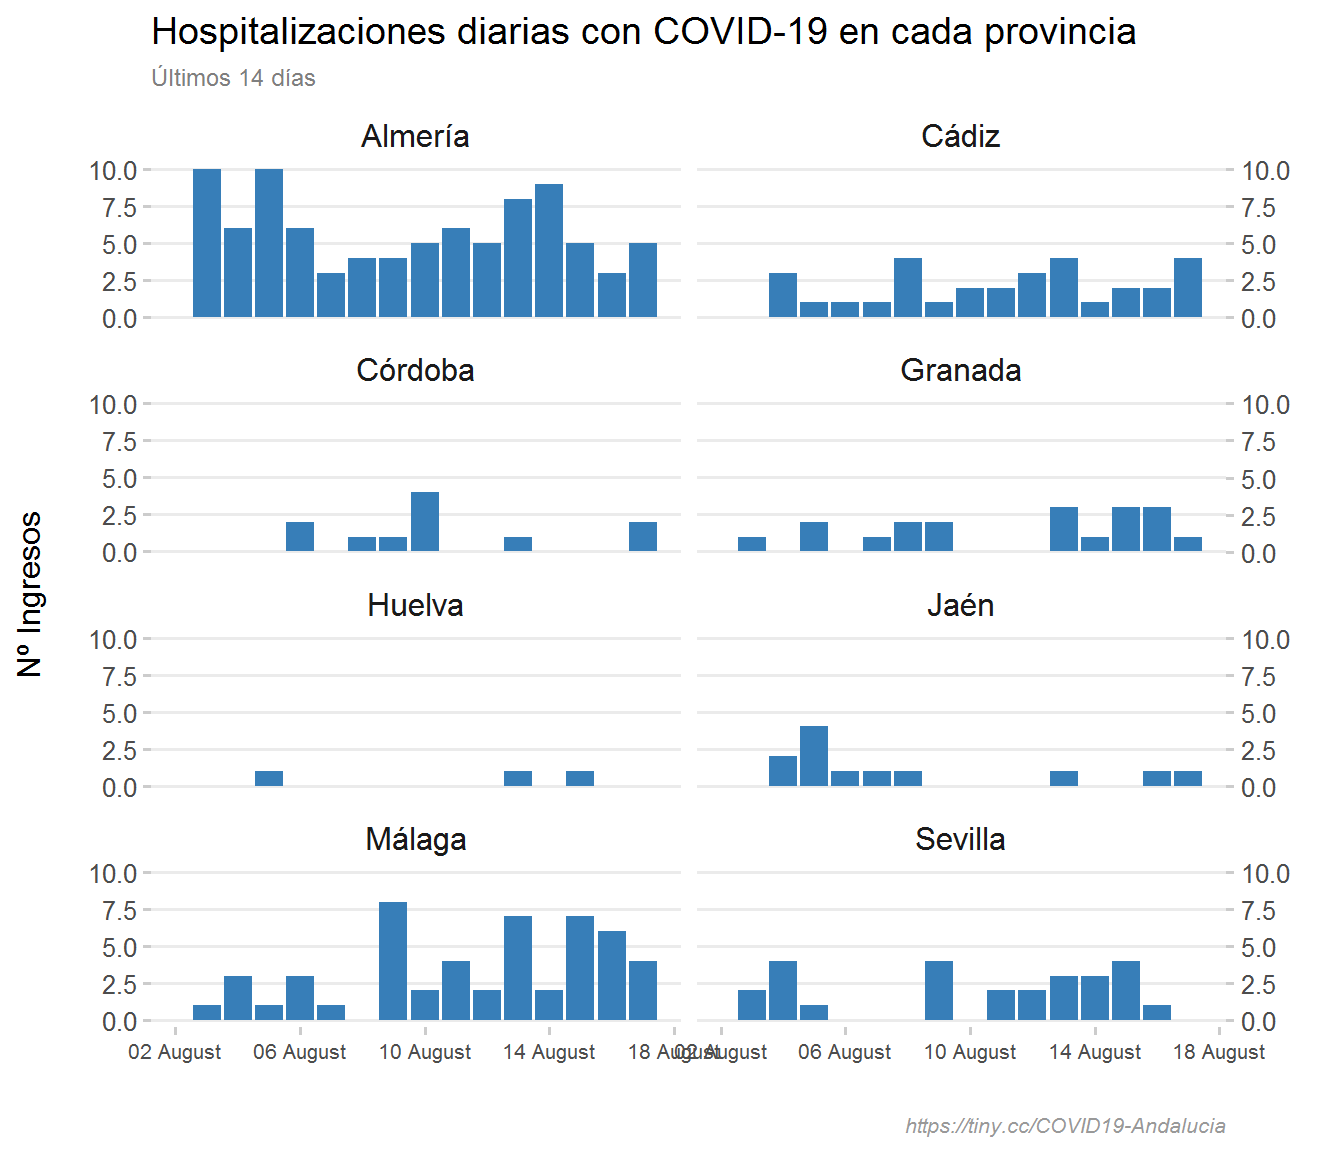 Hospitalizaciones diarias con COVID-19 en cada provincia
Últimos 14 días
Almería
Cádiz
10.0
7.5
5.0
2.5
0.0
10.0
7.5
5.0
2.5
0.0
Córdoba
Granada
10.0
7.5
5.0
2.5
0.0
10.0
7.5
5.0
2.5
0.0
Nº Ingresos
Huelva
Jaén
10.0
7.5
5.0
2.5
0.0
10.0
7.5
5.0
2.5
0.0
Málaga
Sevilla
10.0
7.5
5.0
2.5
0.0
10.0
7.5
5.0
2.5
0.0
02 August 06 August 10 August 14 August 18 August
02 August 06 August 10 August 14 August 18 August
https://tiny.cc/COVID19-Andalucia